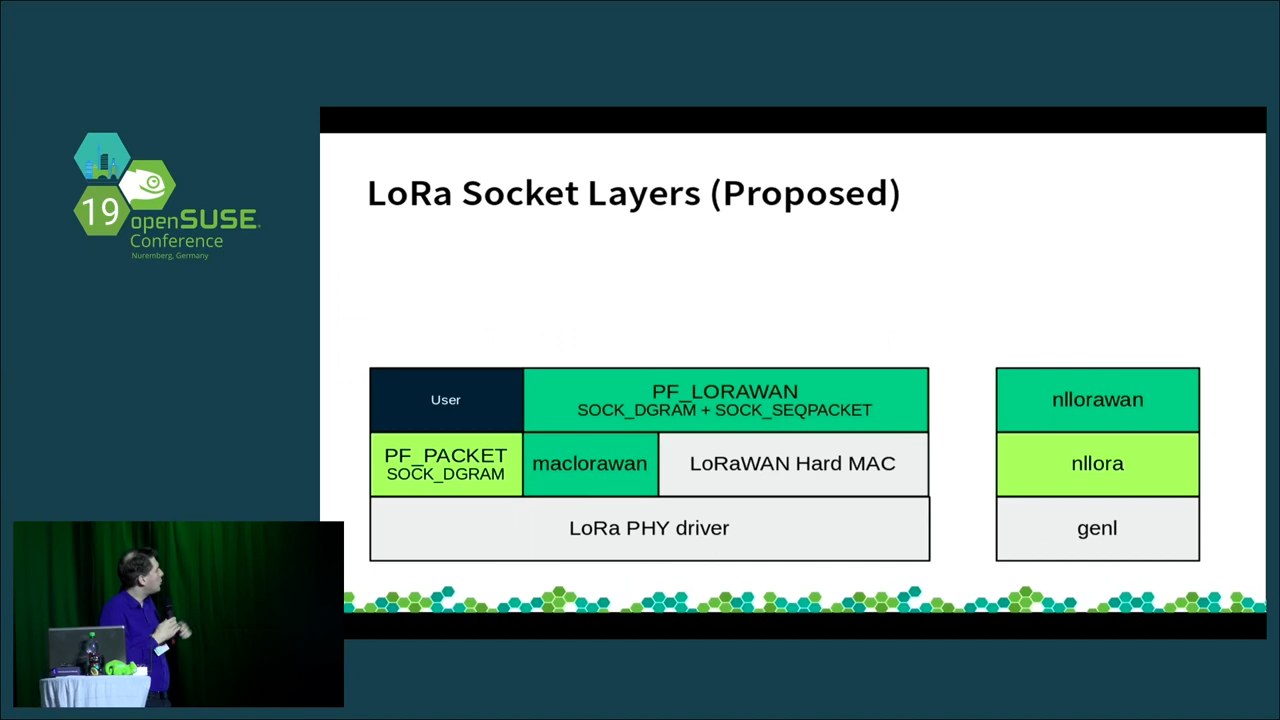 19
openSUSE
Conference
Nuremberg, Germany
LoRa Socket Layers (Proposed)
User
PF_LORAWAN
SOCK_DGRAM + SOCK_SEQPACKET
nllorawan
PF_PACKET
SOCK_DGRAM
maclorawan
LoRaWAN Hard MAC
nllora
LoRa PHY driver
genl